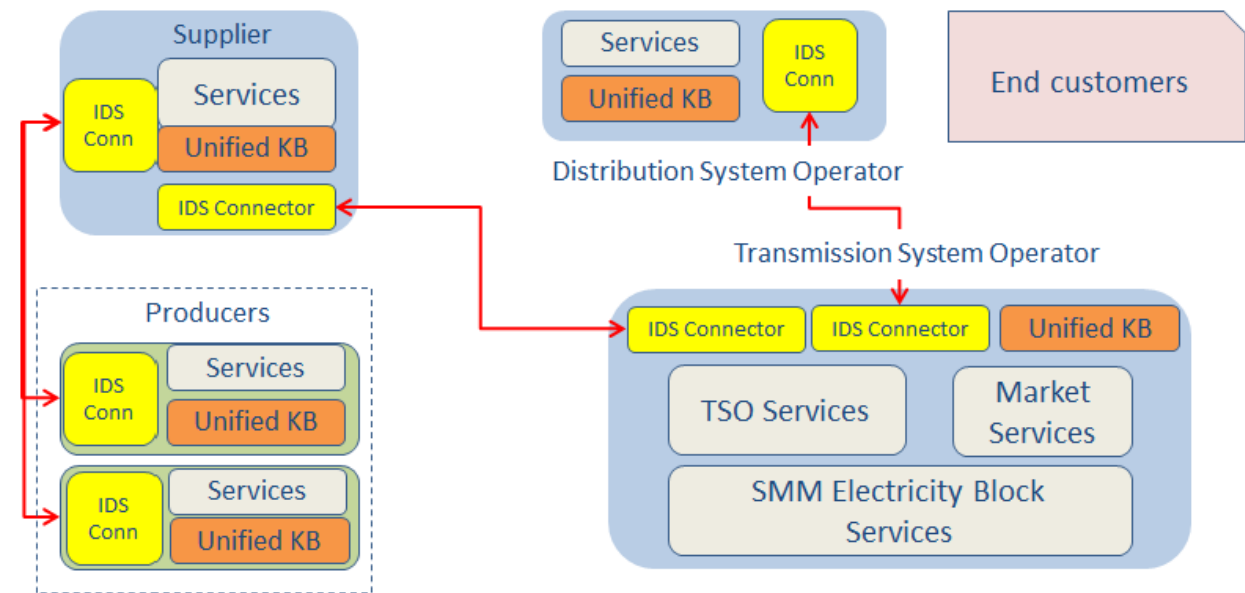 Supplier
IDS
Conn
Services
Unified KB
IDS Connector
Services
Unified KB
IDS
Conn
Distribution System Operator
End customers
Transmission System Operator
Producers
IDS
Conn
Services
Unified KB
IDS
Conn
Services
Unified KB
IDS Connector
IDS Connector
Unified KB
TSO Services
Market
Services
SMM Electricity Block
Services